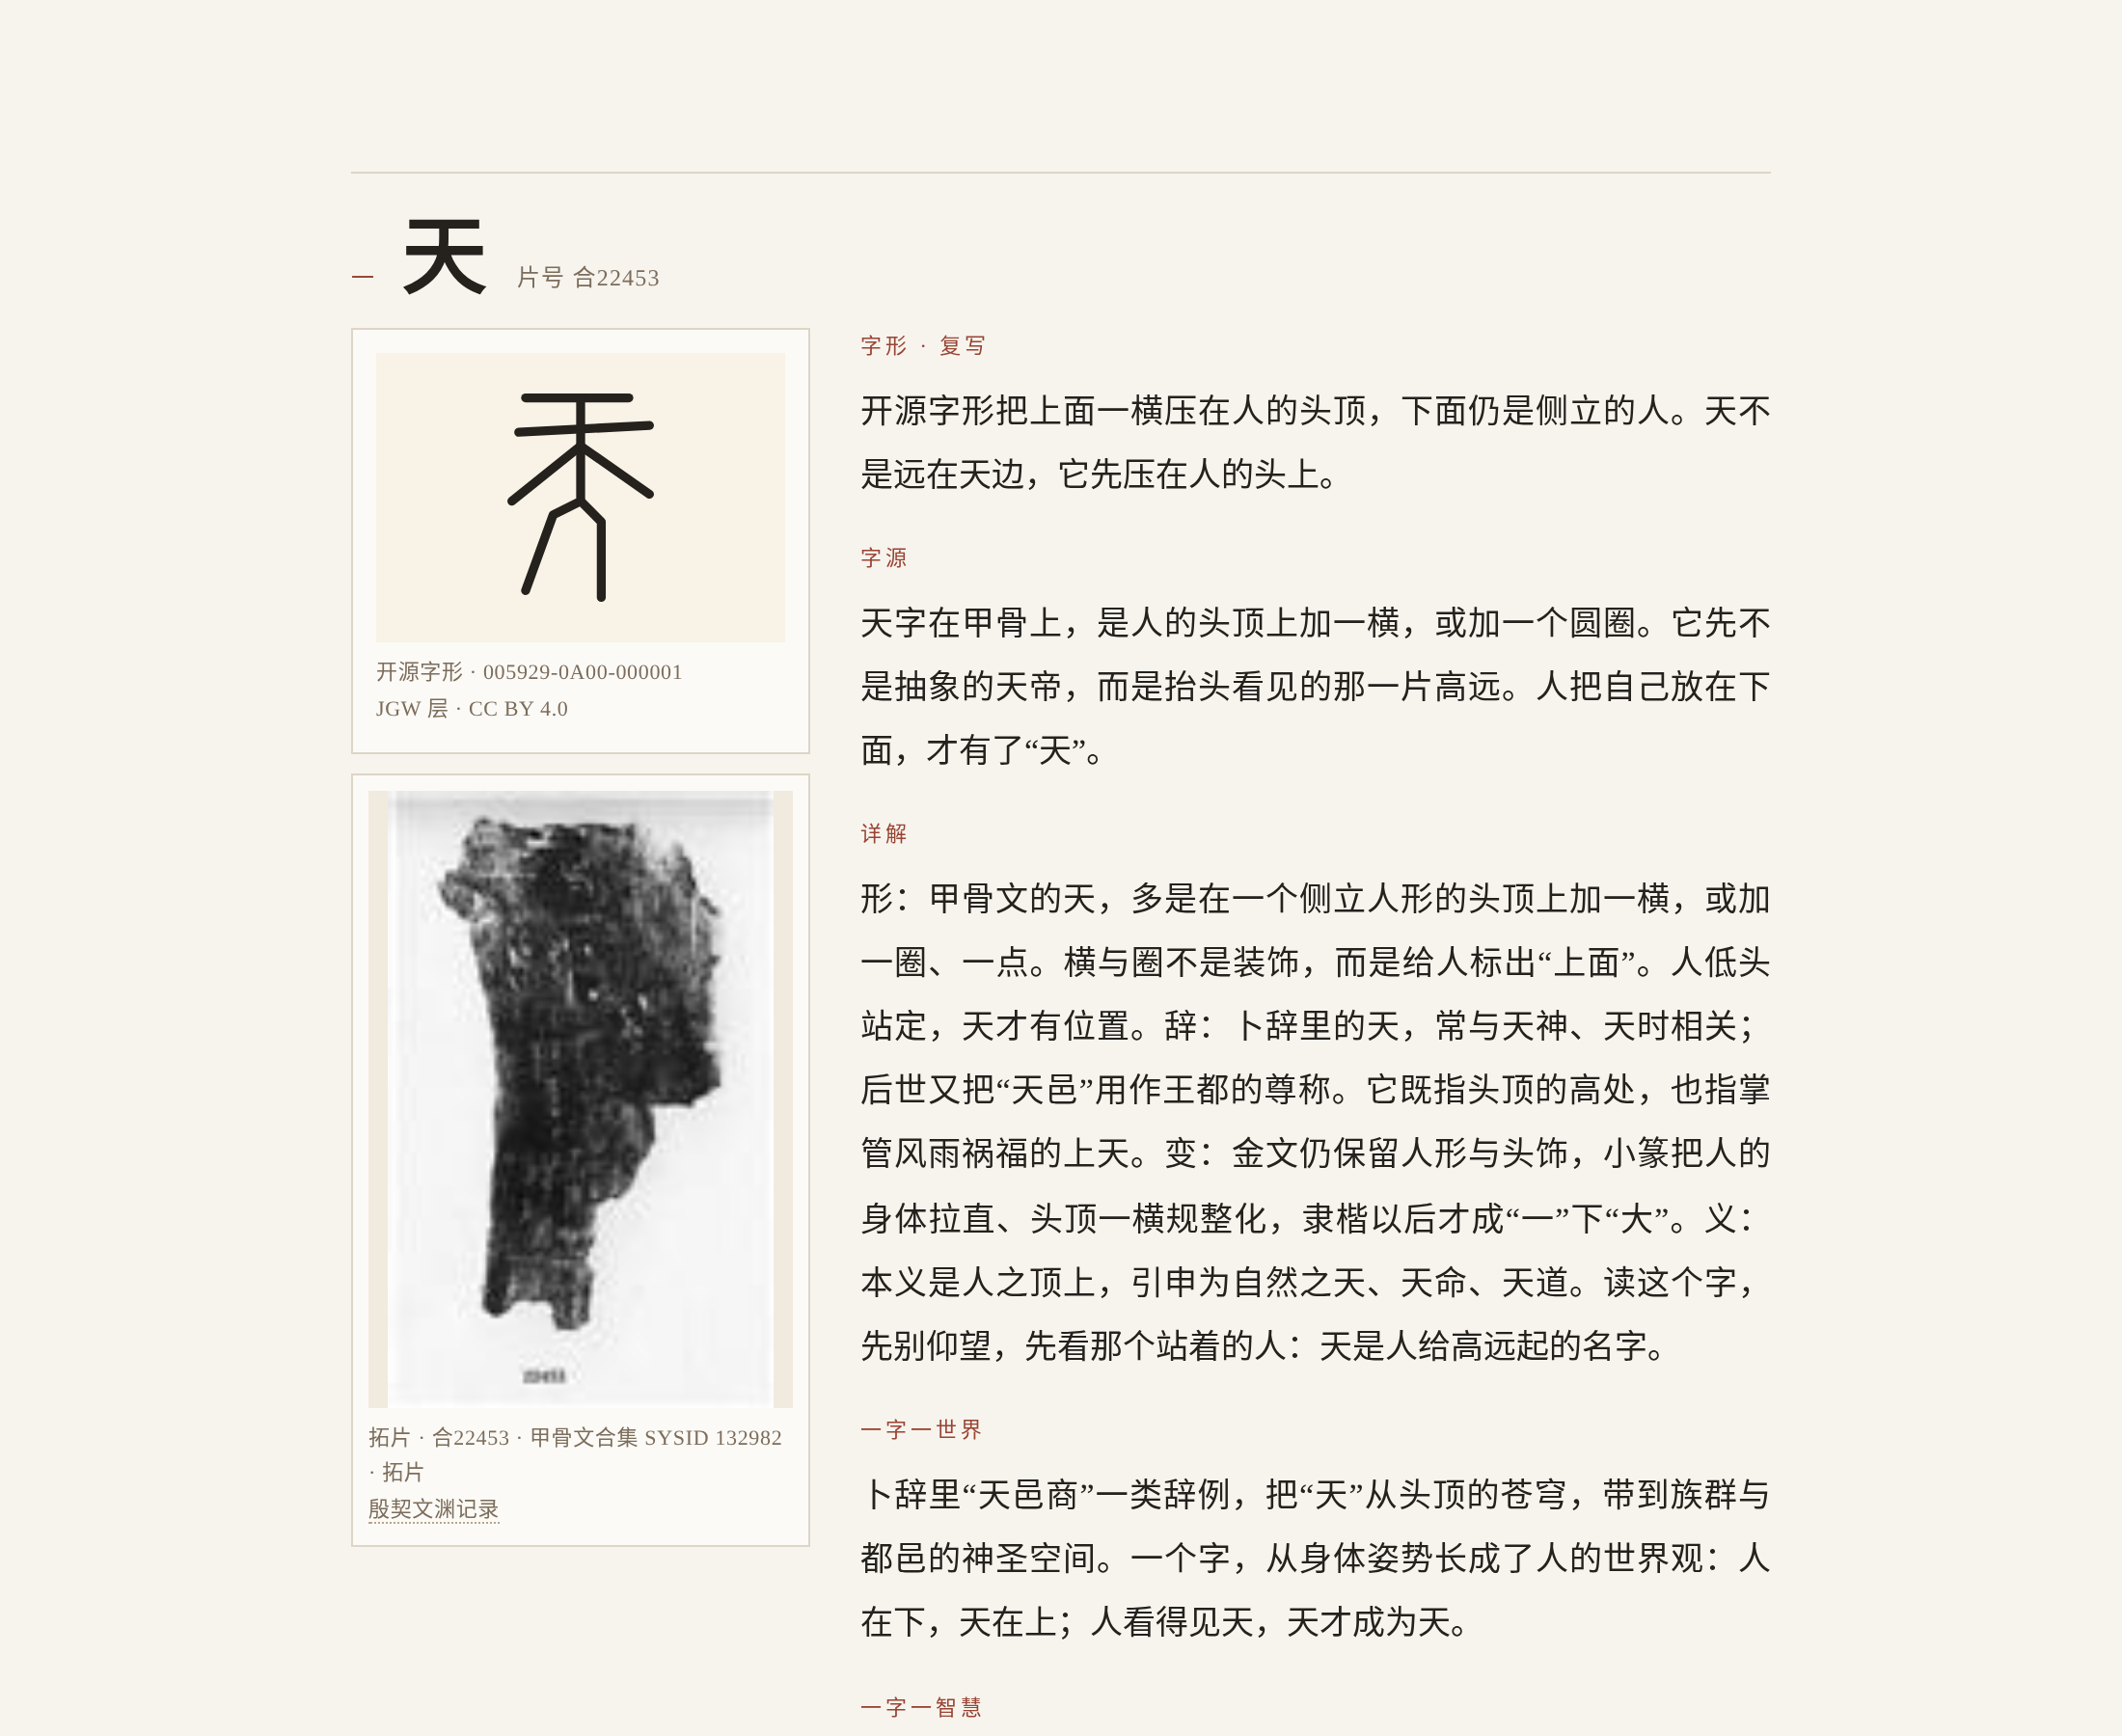 一 天 片号 合22453
开源字形 · 005929-0A00-000001
JGW 层 · CC BY 4.0
22453
拓片 · 合22453 · 甲骨文合集 SYSID 132982
· 拓片
殷契文渊记录
字形 · 复写
开源字形把上面一横压在人的头顶，下面仍是侧立的人。天不
是远在天边，它先压在人的头上。
字源
天字在甲骨上，是人的头顶上加一横，或加一个圆圈。它先不
是抽象的天帝，而是抬头看见的那一片高远。人把自己放在下
面，才有了“天”。
详解
形：甲骨文的天，多是在一个侧立人形的头顶上加一横，或加
一圈、一点。横与圈不是装饰，而是给人标出“上面”。人低头
站定，天才有位置。辞：卜辞里的天，常与天神、天时相关；
后世又把“天邑”用作王都的尊称。它既指头顶的高处，也指掌
管风雨祸福的上天。变：金文仍保留人形与头饰，小篆把人的
身体拉直、头顶一横规整化，隶楷以后才成“一”下“大”。义：
本义是人之顶上，引申为自然之天、天命、天道。读这个字，
先别仰望，先看那个站着的人：天是人给高远起的名字。
一字一世界
卜辞里“天邑商”一类辞例，把“天”从头顶的苍穹，带到族群与
都邑的神圣空间。一个字，从身体姿势长成了人的世界观：人
在下，天在上；人看得见天，天才成为天。
一字一智慧